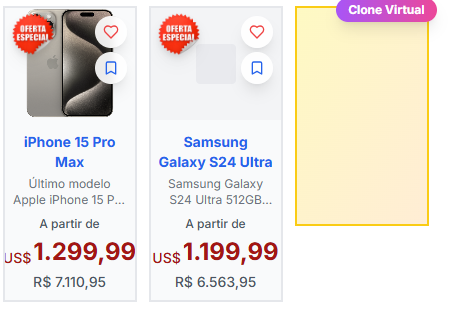 Clone Virtual
OFERTA
ESPECIAL
iPhone 15 Pro
Max
Último modelo
Apple iPhone 15 P...
A partir de
US$ 1.299,99
R$ 7.110,95
OFERTA
ESPECIAL
Samsung
Galaxy S24 Ultra
Samsung Galaxy
S24 Ultra 512GB...
A partir de
US$ 1.199,99
R$ 6.563,95